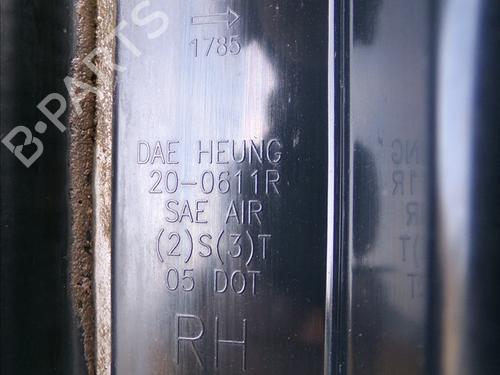 B-PARTS
→
1785
DAE HEUNG
20-0611R
SAE AIR
(2)S(3)T
05 DOT
RH